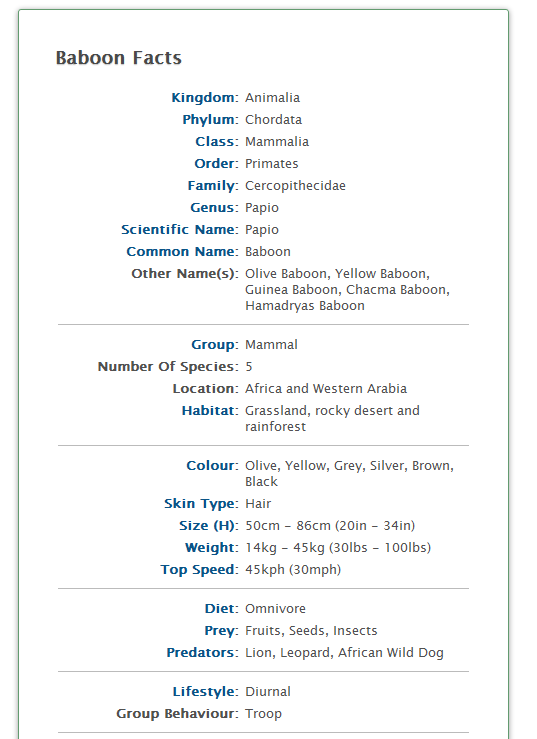 Baboon Facts
Kingdom: Animalia
Phylum: Chordata
Class: Mammalia
Order: Primates
Family: Cercopithecidae
Genus: Papio
Scientific Name: Papio
Common Name: Baboon
Other Name(s): Olive Baboon, Yellow Baboon,
Guinea Baboon, Chacma Baboon,
Hamadryas Baboon
Group: Mammal
Number Of Species: 5
Location: Africa and Western Arabia
Habitat: Grassland, rocky desert and
rainforest
Colour: Olive, Yellow, Grey, Silver, Brown,
Black
Skin Type: Hair
Size (H): 50cm - 86cm (20in - 34in)
Weight: 14kg - 45kg (30lbs - 100lbs)
Top Speed: 45kph (30mph)
Diet: Omnivore
Prey: Fruits, Seeds, Insects
Predators: Lion, Leopard, African Wild Dog
Lifestyle: Diurnal
Group Behaviour: Troop